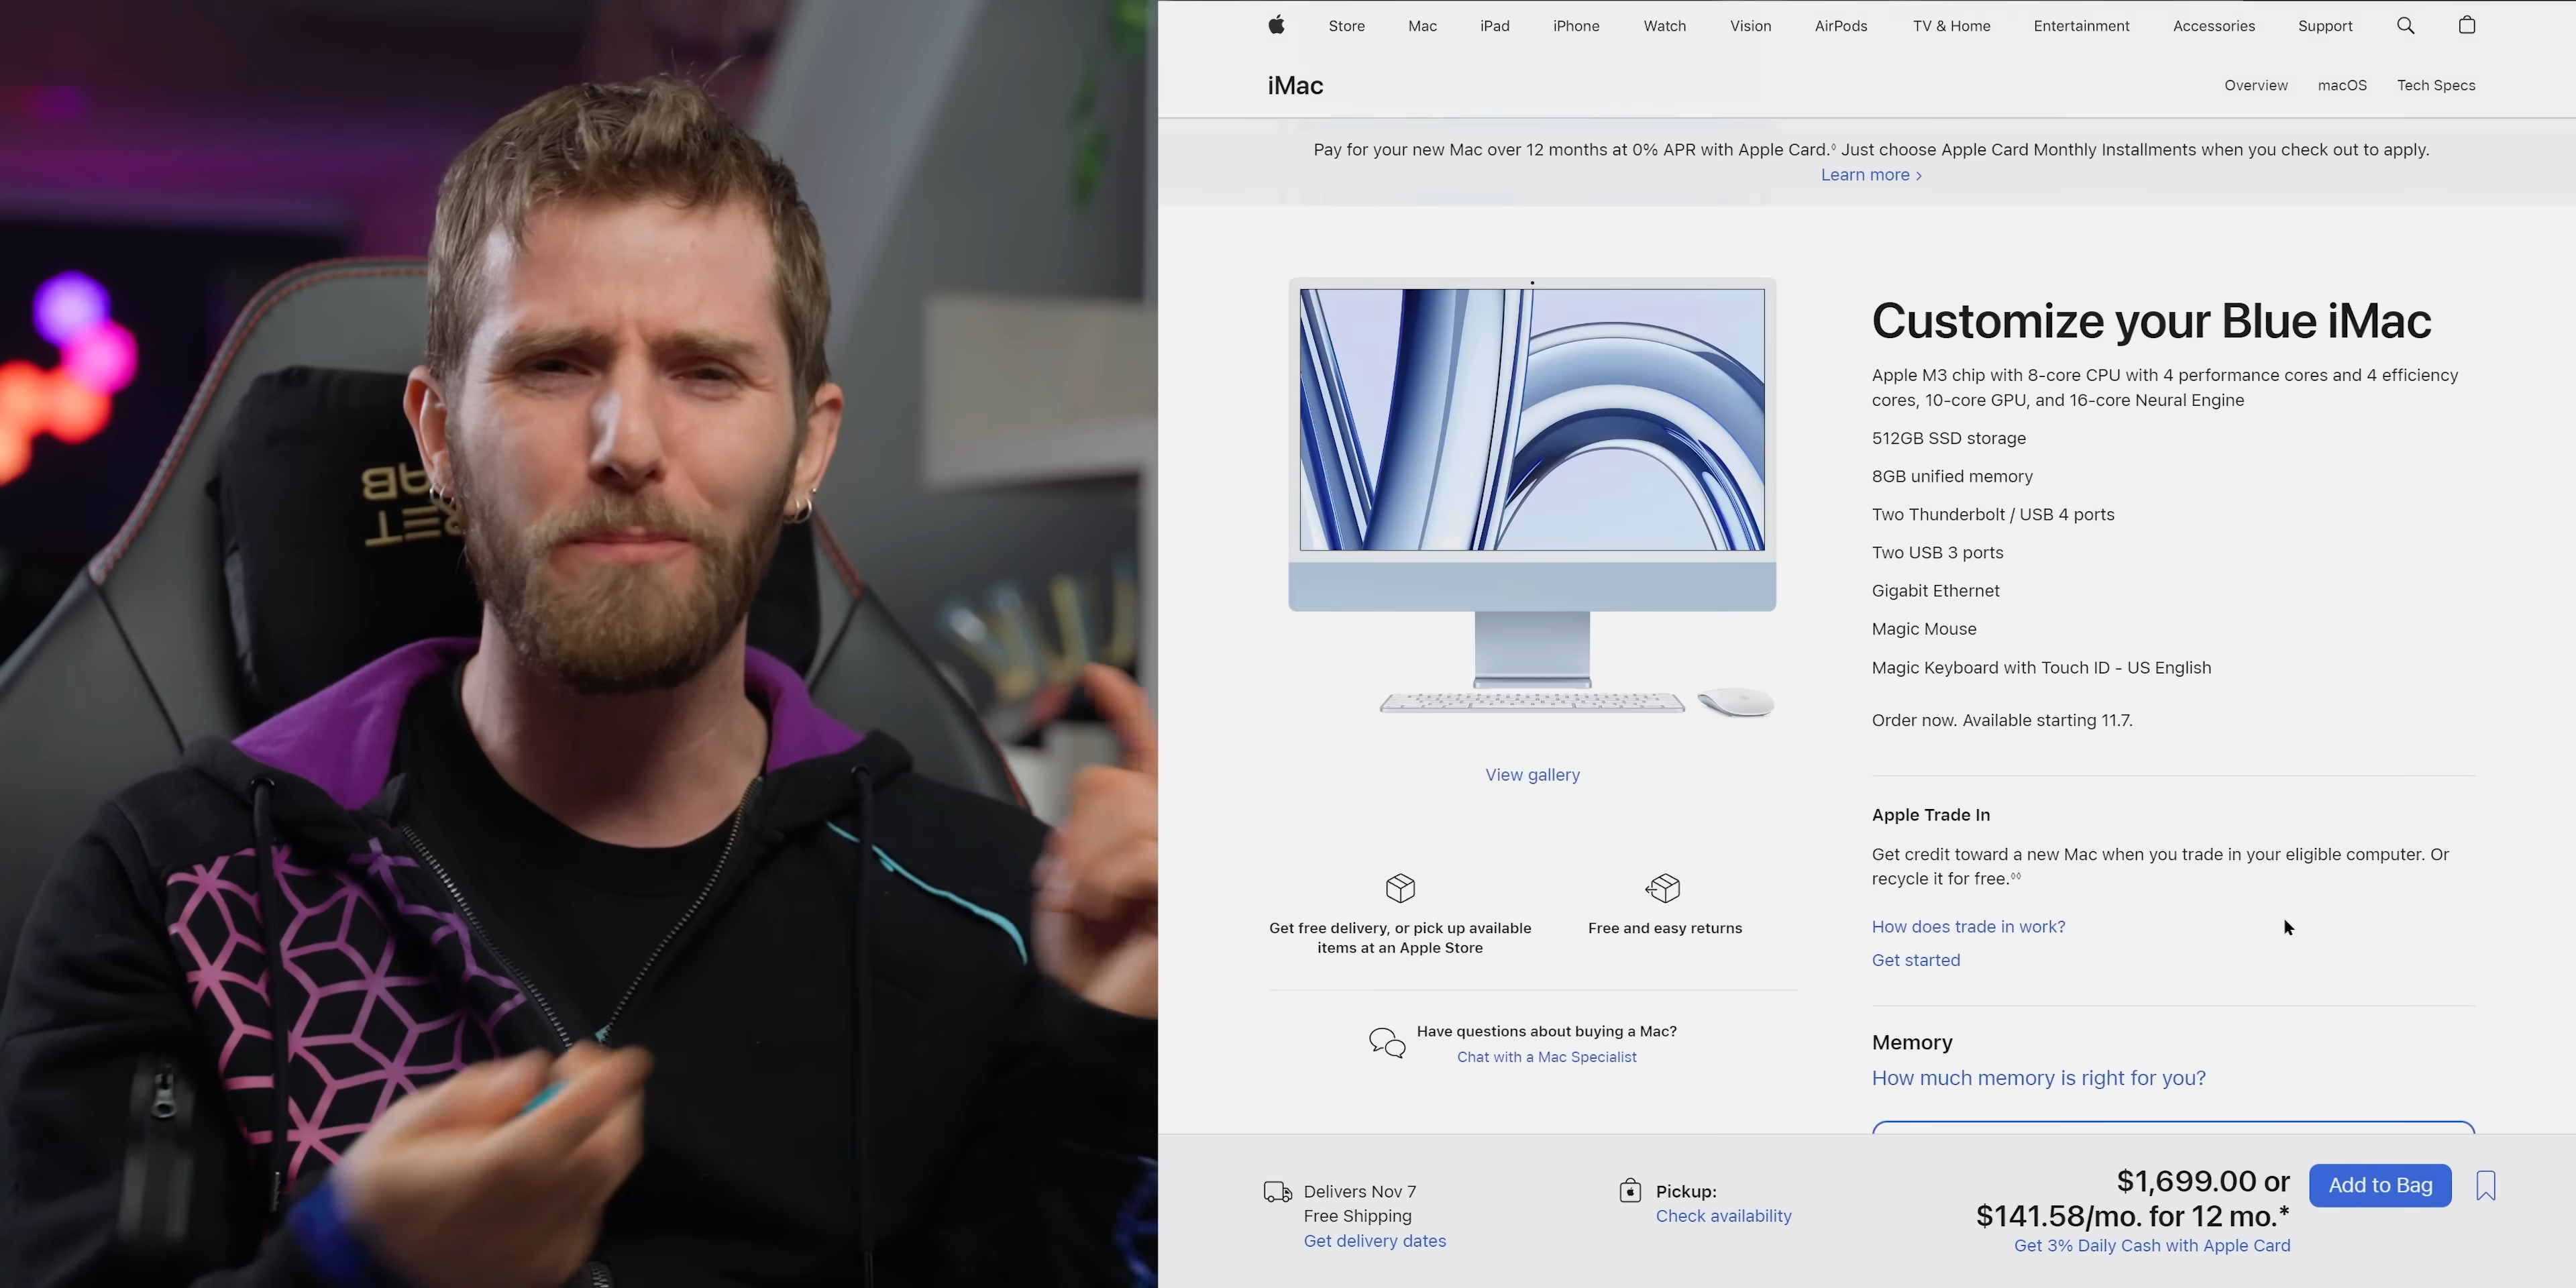 Store Mac iPad iPhone Watch Vision AirPods TV & Home Entertainment Accessories Support
iMac
Overview macOS Tech Specs
Pay for your new Mac over 12 months at 0% APR with Apple Card.◊ Just choose Apple Card Monthly Installments when you check out to apply.
Learn more >
Customize your Blue iMac
Apple M3 chip with 8-core CPU with 4 performance cores and 4 efficiency
cores, 10-core GPU, and 16-core Neural Engine
512GB SSD storage
8GB unified memory
Two Thunderbolt / USB 4 ports
Two USB 3 ports
Gigabit Ethernet
Magic Mouse
Magic Keyboard with Touch ID - US English
Order now. Available starting 11.7.
View gallery
Get free delivery, or pick up available
items at an Apple Store
Free and easy returns
Have questions about buying a Mac?
Chat with a Mac Specialist
Apple Trade In
Get credit toward a new Mac when you trade in your eligible computer. Or
recycle it for free.◊◊
How does trade in work?
Get started
Memory
How much memory is right for you?
Delivers Nov 7
Free Shipping
Get delivery dates
Pickup:
Check availability
$1,699.00 or
$141.58/mo. for 12 mo.*
Get 3% Daily Cash with Apple Card
Add to Bag